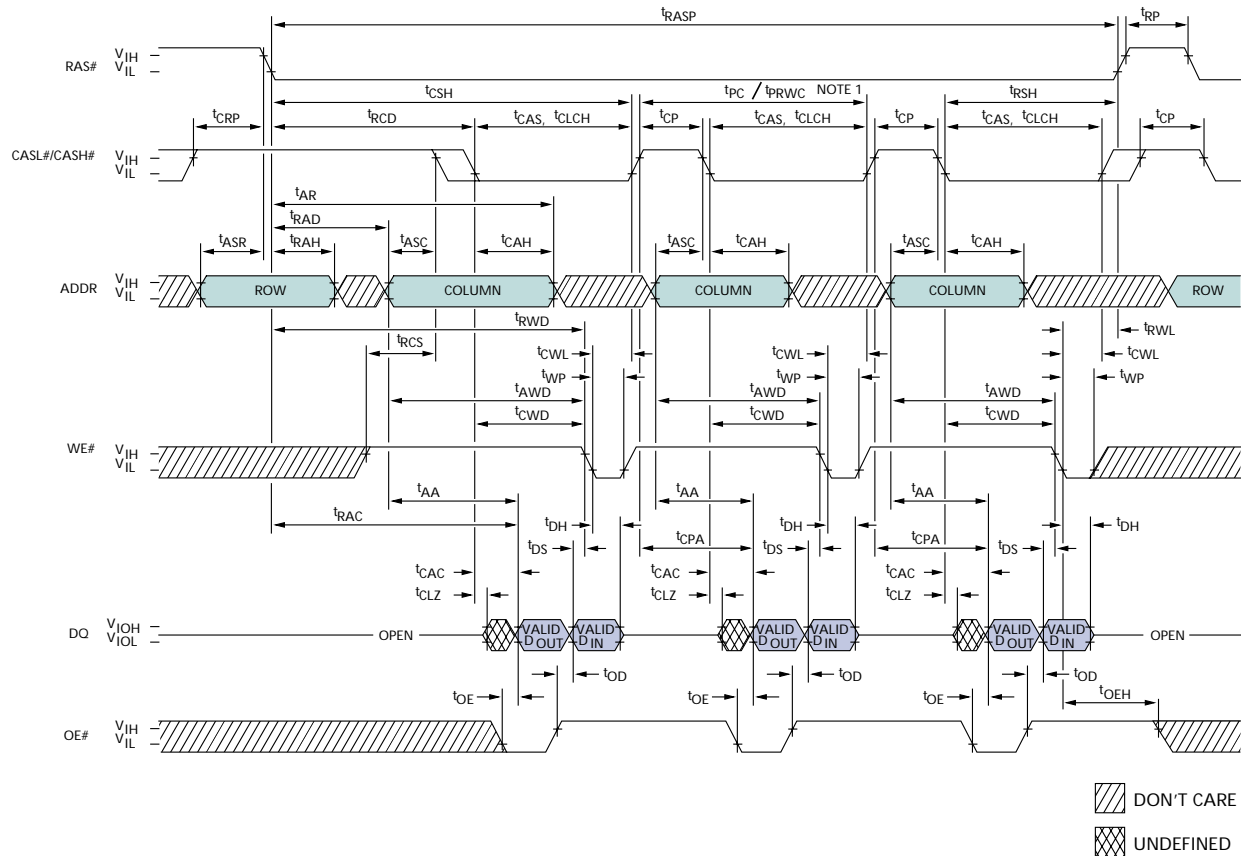 tRASP
tRP
RAS#
VIH
VIL
tCSH
tPC / tPRWC NOTE 1
tRSH
tCRP
tRCD
tCAS, tCLCH
tCP
tCAS, tCLCH
tCP
tCAS, tCLCH
tCP
CASL#/CASH#
VIH
VIL
tAR
tRAD
tASR
tRAH
tASC
tCAH
tASC
tCAH
tASC
tCAH
ADDR
VIH
VIL
ROW
COLUMN
COLUMN
COLUMN
ROW
tRWD
tRWL
tRCS
tCWL
tCWL
tCWL
tWP
tWP
tWP
tAWD
tAWD
tAWD
tCWD
tCWD
tCWD
WE#
VIH
VIL
tAA
tAA
tAA
tRAC
tDH
tDH
tDH
tCPA
tCPA
tDS
tDS
tDS
tCAC
tCAC
tCAC
tCLZ
tCLZ
tCLZ
DQ
VIOH
VIOL
OPEN
VALID
DOUT
VALID
DIN
VALID
DOUT
VALID
DIN
VALID
DOUT
VALID
DIN
OPEN
tOD
tOD
tOD
tOE
tOE
tOE
tOEH
OE#
VIH
VIL
DON'T CARE
UNDEFINED